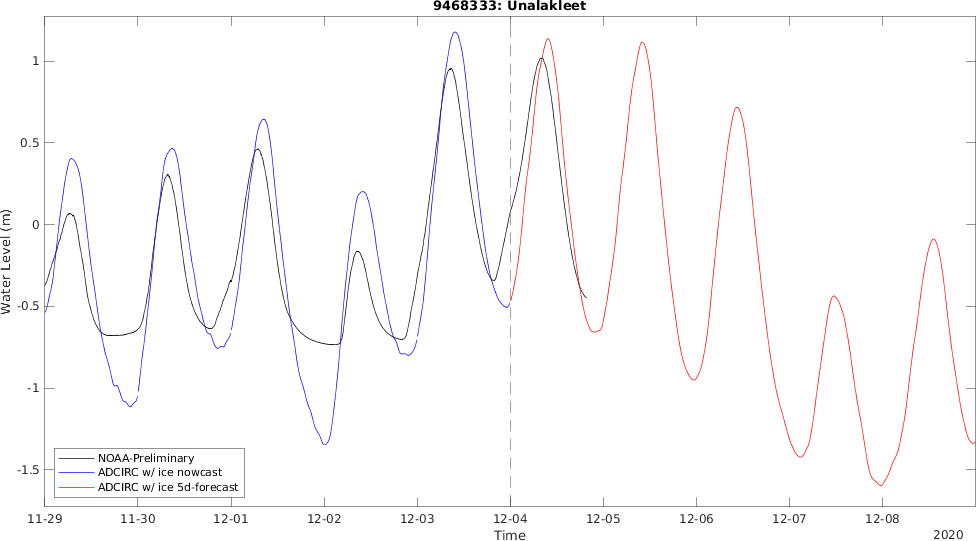 9468333: Unalakleet
Water Level (m)
1
0.5
0
-0.5
-1
-1.5
NOAA-Preliminary
ADCIRC w/ ice nowcast
ADCIRC w/ ice 5d-forecast
11-29 11-30 12-01 12-02 12-03 12-04 12-05 12-06 12-07 12-08
Time
2020